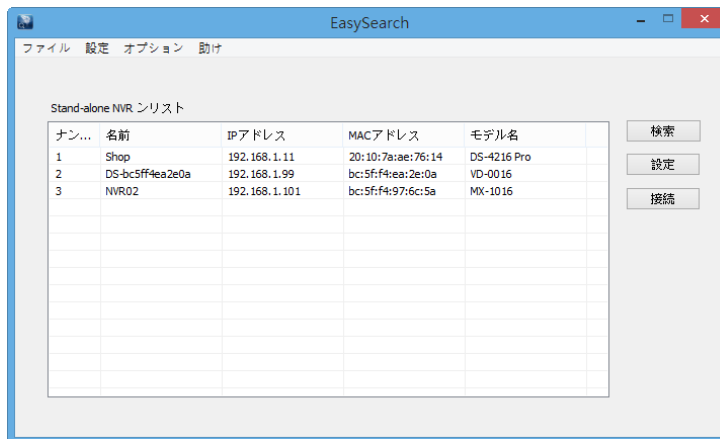 EasySearch
ファイル 設定 オプション 助け
Stand-alone NVR ンリスト
ナン... 名前 IPアドレス MACアドレス モデル名
1 Shop 192.168.1.11 20:10:7a:ae:76:14 DS-4216 Pro
2 DS-bc5ff4ea2e0a 192.168.1.99 bc:5f:f4:ea:2e:0a VD-0016
3 NVR02 192.168.1.101 bc:5f:f4:97:6c:5a MX-1016
検索
設定
接続